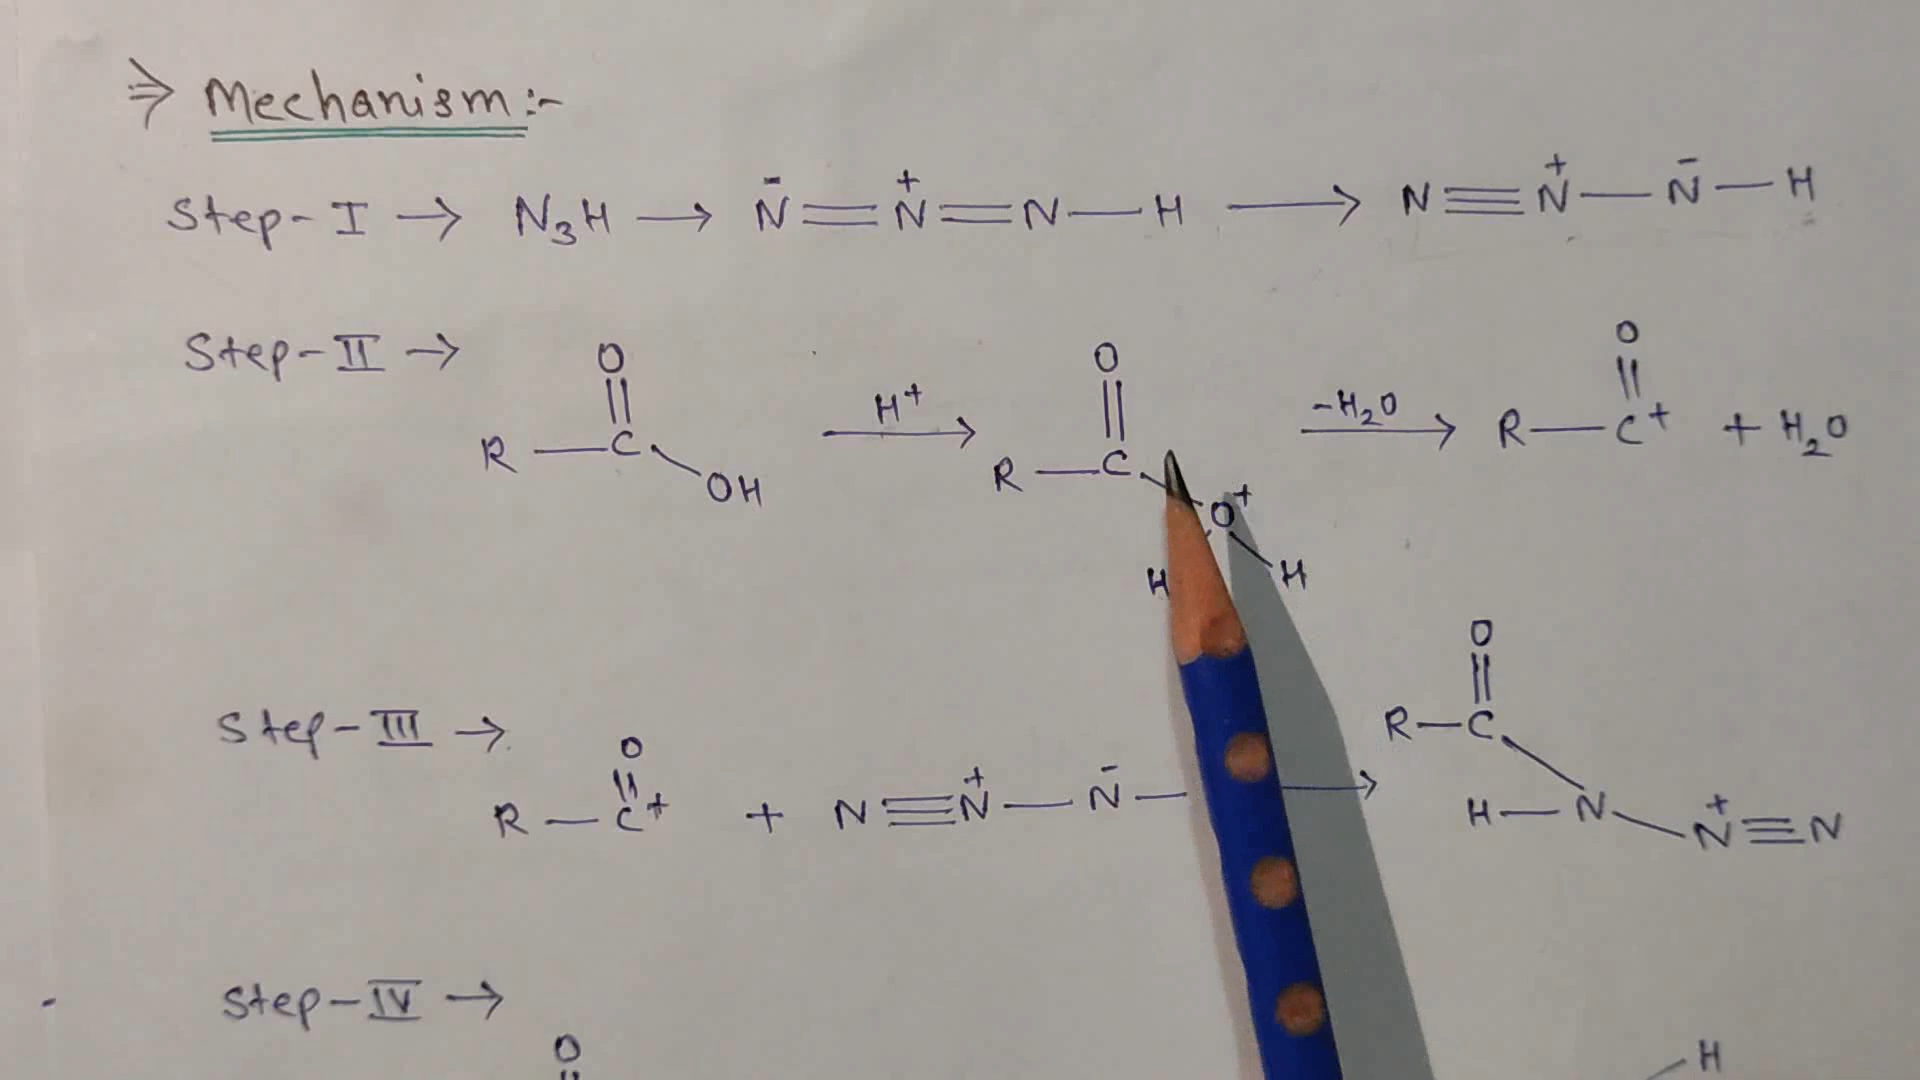 ⇒ Mechanism:-
Step-I → N₃H → N̄=N⁺=N—H → N≡N⁺—N̄—H
Step-II →
O O O
R—C H⁺ → R—C -H₂O → R—C⁺ + H₂O
OH O⁺
H H
O
Step-III → R—C
O
R—C⁺ + N≡N⁺—N̄— → H—N N⁺≡N
Step-IV →
O H